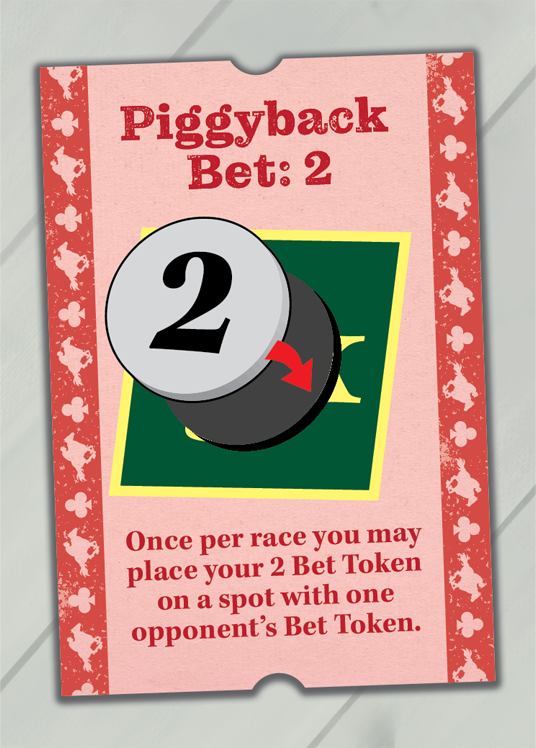 Piggyback
Bet: 2
2
Once per race you may
place your 2 Bet Token
on a spot with one
opponent's Bet Token.